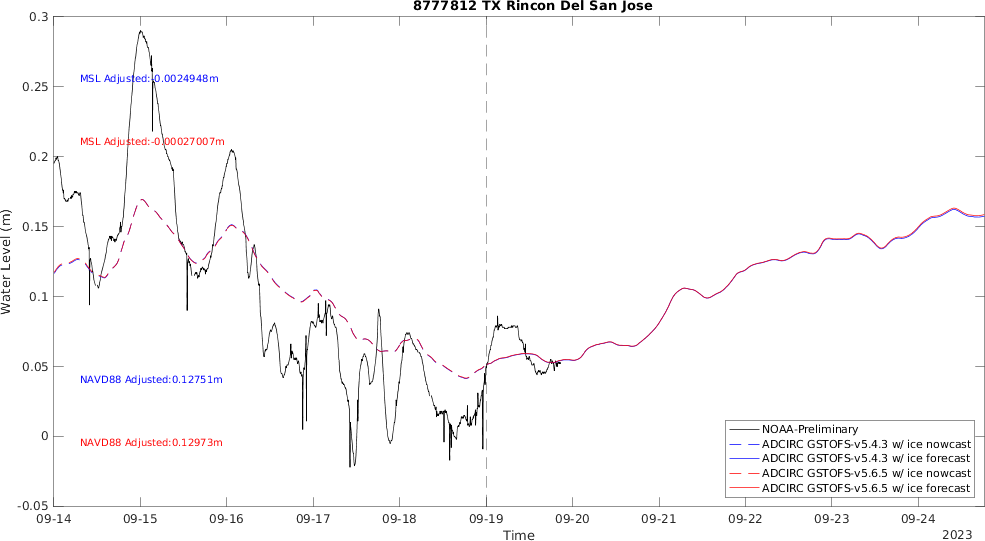 8777812 TX Rincon Del San Jose
0.3
0.25
0.2
0.15
0.1
0.05
0
-0.05
Water Level (m)
MSL Adjusted:-0.0024948m
MSL Adjusted:-0.00027007m
NAVD88 Adjusted:0.12751m
NAVD88 Adjusted:0.12973m
NOAA-Preliminary
ADCIRC GSTOFS-v5.4.3 w/ ice nowcast
ADCIRC GSTOFS-v5.4.3 w/ ice forecast
ADCIRC GSTOFS-v5.6.5 w/ ice nowcast
ADCIRC GSTOFS-v5.6.5 w/ ice forecast
09-14 09-15 09-16 09-17 09-18 09-19 09-20 09-21 09-22 09-23 09-24
Time
2023